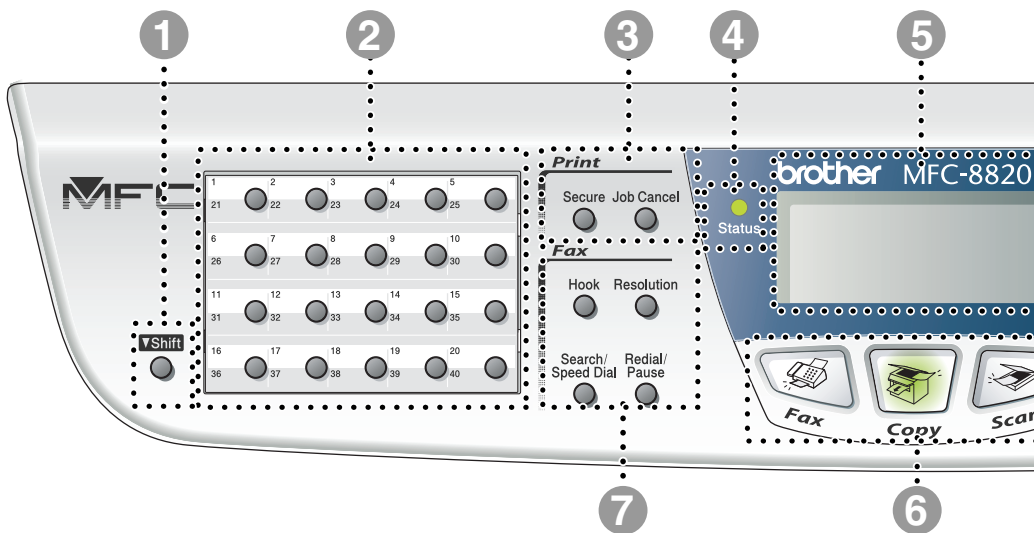 1 2 3 4 5
MFC
1 2 3 4 5
21 22 23 24 25
6 7 8 9 10
26 27 28 29 30
11 12 13 14 15
31 32 33 34 35
16 17 18 19 20
36 37 38 39 40
▼Shift
Print
Secure Job Cancel
Fax
Hook Resolution
Search/
Speed Dial
Redial/
Pause
Status
brother MFC-8820
Fax Copy Scan
7 6